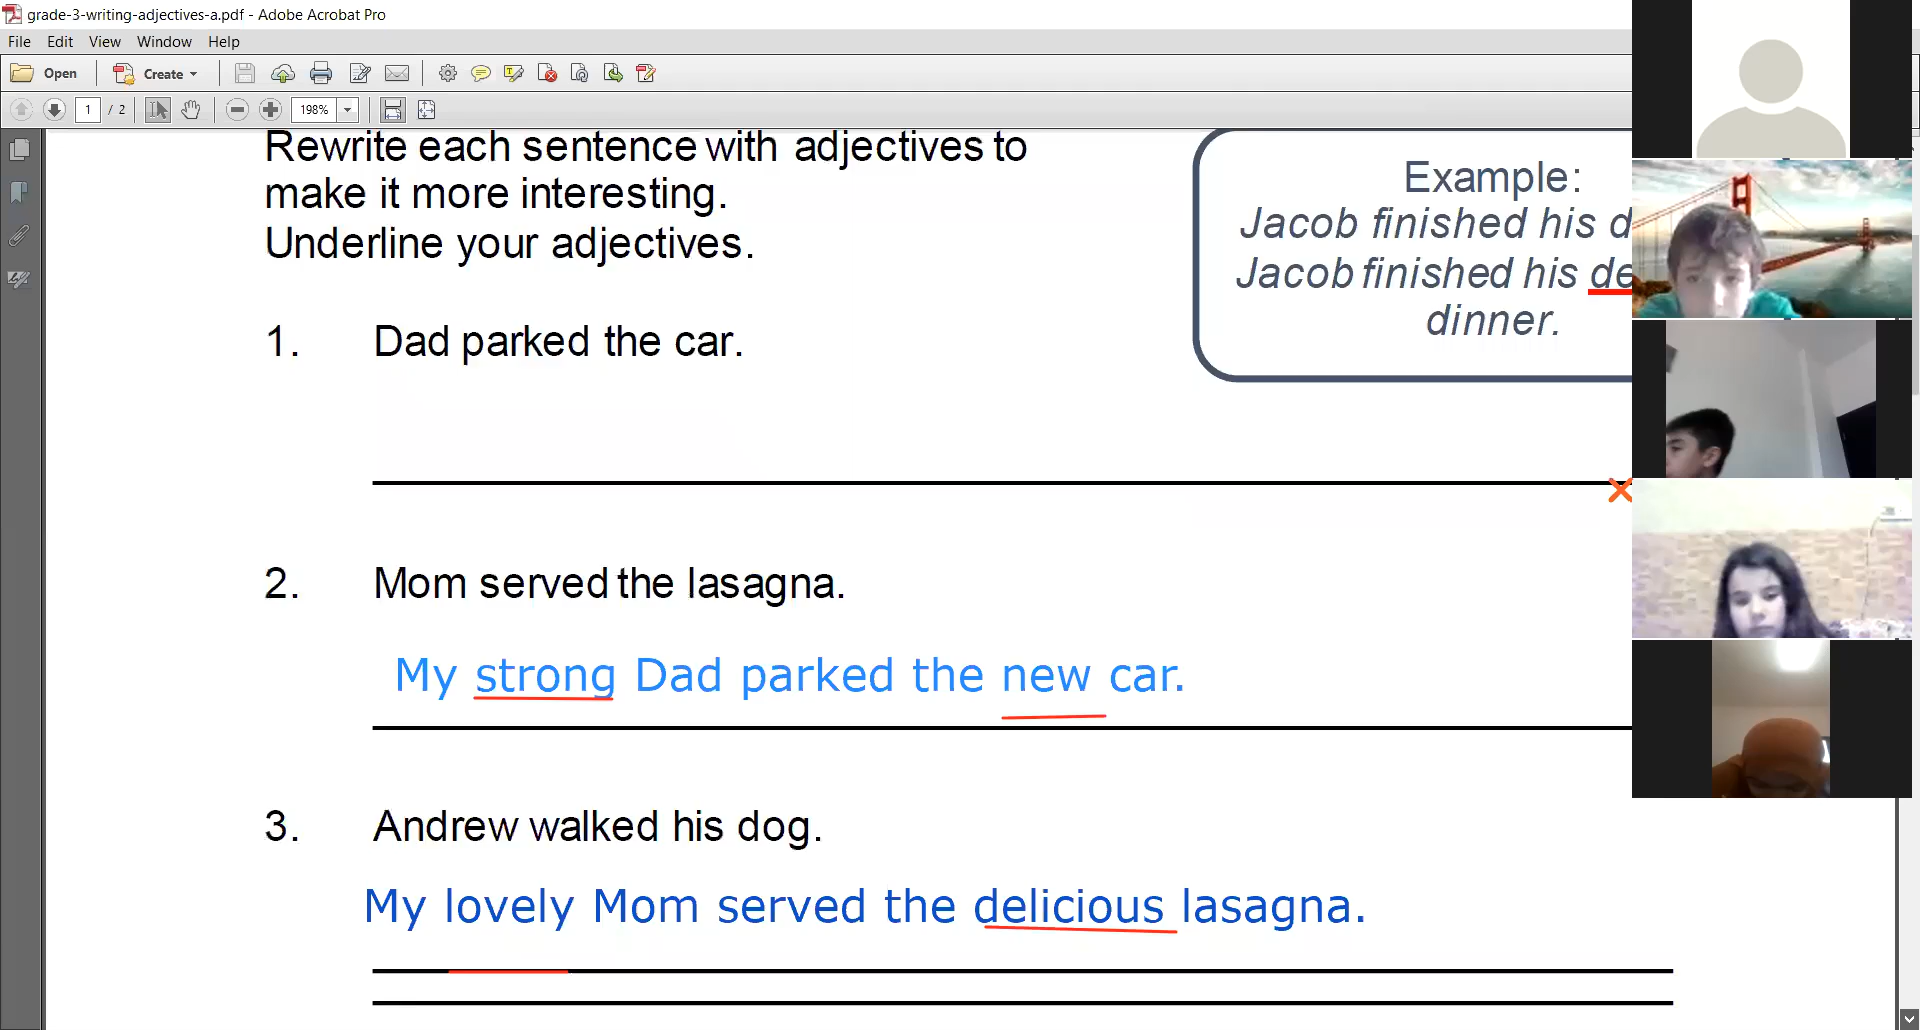 grade-3-writing-adjectives-a.pdf - Adobe Acrobat Pro
File Edit View Window Help
Open Create
1 / 2 198%
Rewrite each sentence with adjectives to
make it more interesting.
Underline your adjectives.
Example:
Jacob finished his d
Jacob finished his de
dinner.
1. Dad parked the car.
2. Mom served the lasagna.
My strong Dad parked the new car.
3. Andrew walked his dog.
My lovely Mom served the delicious lasagna.